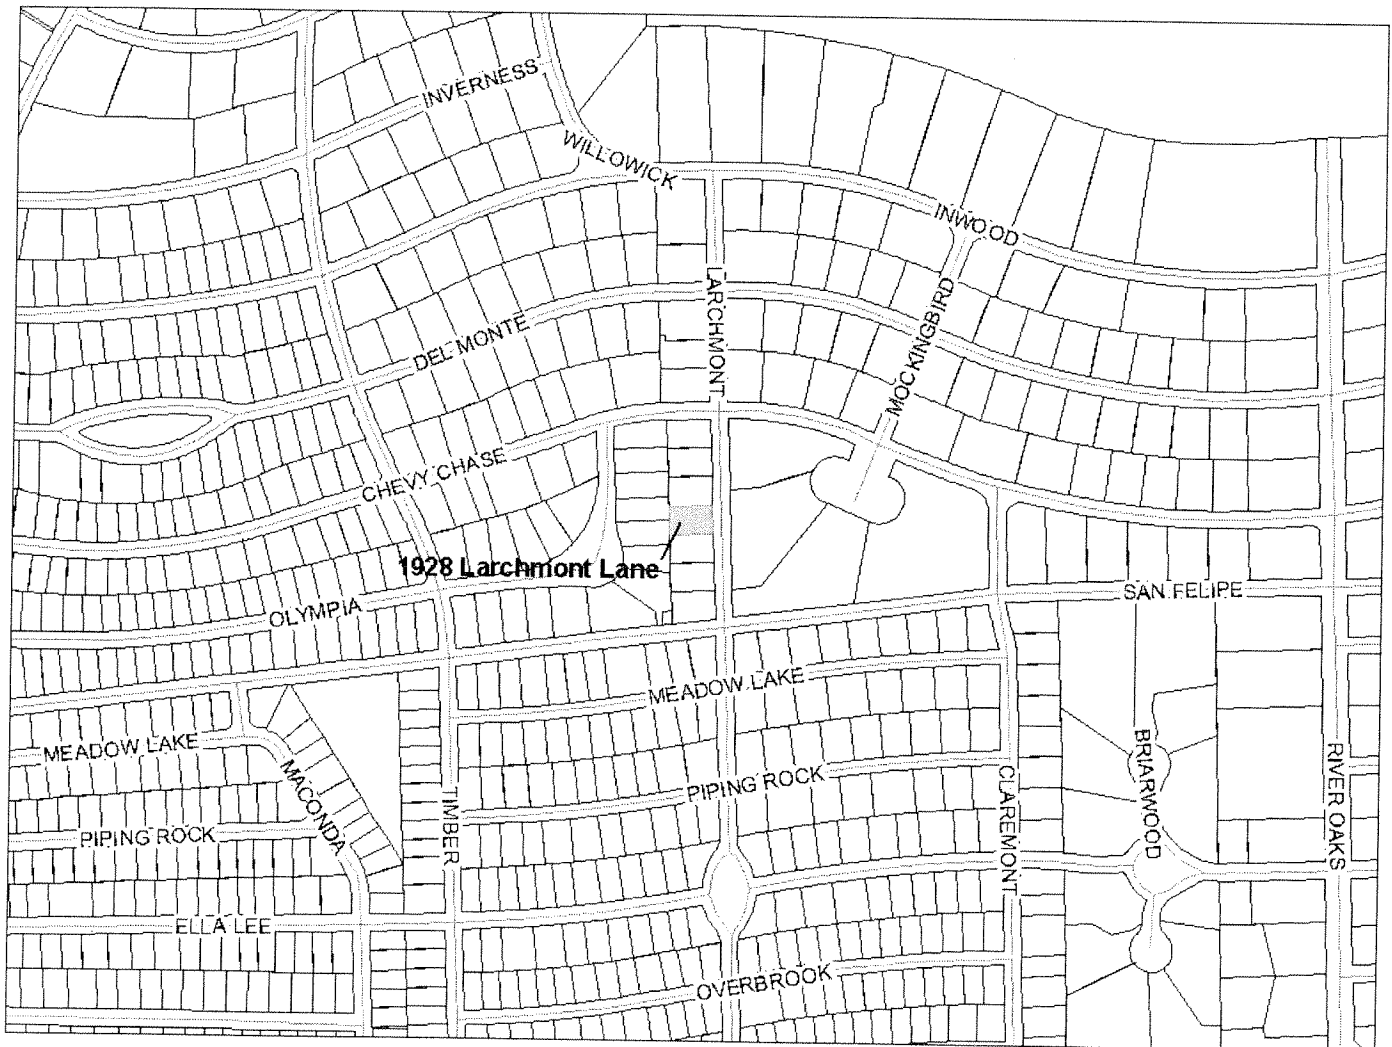 INVERNESS
WILLOWICK
INWOOD
LARCHMONT
MOCKINGBIRD
DEL MONTE
CHEVY CHASE
1928 Larchmont Lane
SAN FELIPE
OLYMPIA
MEADOW LAKE
MEADOW LAKE
PIPING ROCK
MACONDA
TIMBER
CLAREMONT
BRIARWOOD
RIVER OAKS
PIPING ROCK
ELLA LEE
OVERBROOK